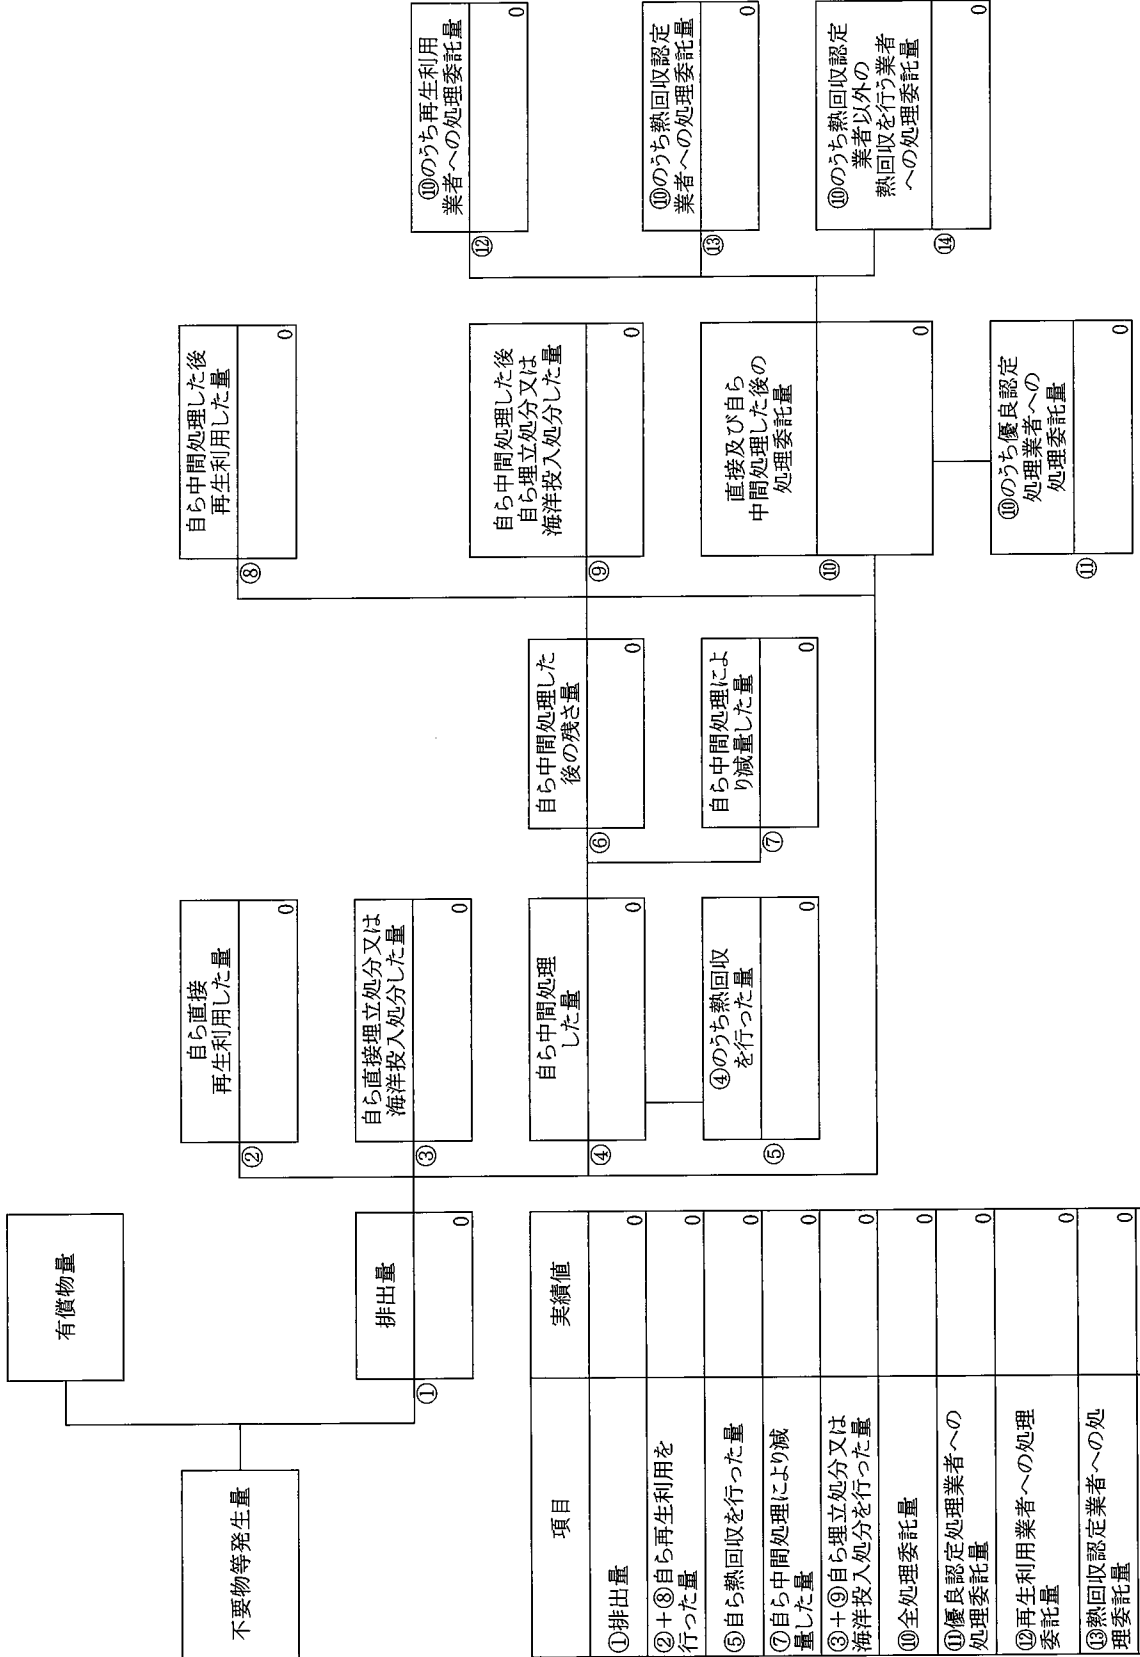 不要物等発生量
有償物量
①
排出量
0
②
自ら直接
再生利用した量
0
③
自ら直接埋立処分又は
海洋投入処分した量
0
④
自ら中間処理
した量
0
⑤
④のうち熱回収
を行った量
0
⑥
自ら中間処理した
後の残さ量
0
⑦
自ら中間処理によ
り減量した量
0
⑧
自ら中間処理した後
再生利用した量
0
⑨
自ら中間処理した後
自ら埋立処分又は
海洋投入処分した量
0
⑩
直接及び自ら
中間処理した後の
処理委託量
0
⑪
⑩のうち優良認定
処理業者への
処理委託量
0
⑫
⑩のうち再生利用
業者への処理委託量
0
⑬
⑩のうち熱回収認定
業者への処理委託量
0
⑭
⑩のうち熱回収認定
業者以外の
熱回収を行う業者
への処理委託量
0
項目
実績値
①排出量
0
②+⑧自ら再生利用を
行った量
0
⑤自ら熱回収を行った量
0
⑦自ら中間処理により減
量した量
0
③+⑨自ら埋立処分又は
海洋投入処分を行った量
0
⑩全処理委託量
0
⑪優良認定処理業者への
処理委託量
0
⑫再生利用業者への処理
委託量
0
⑬熱回収認定業者への処
理委託量
0